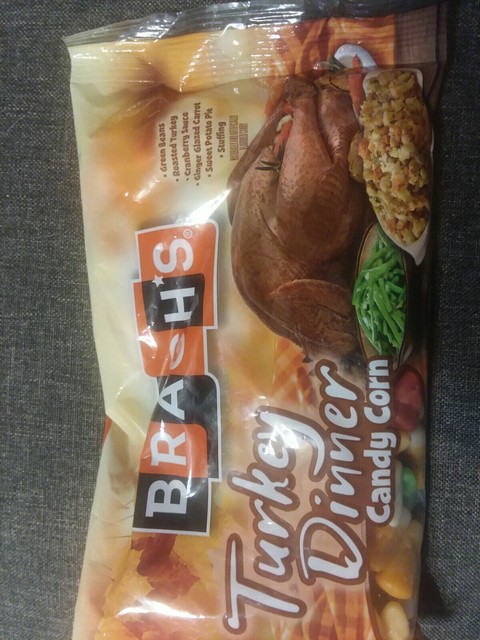 BRACH'S®
• Green Beans
• Roasted Turkey
• Cranberry Sauce
• Ginger Glazed Carrot
• Sweet Potato Pie
• Stuffing
Turkey
Dinner
Candy Corn